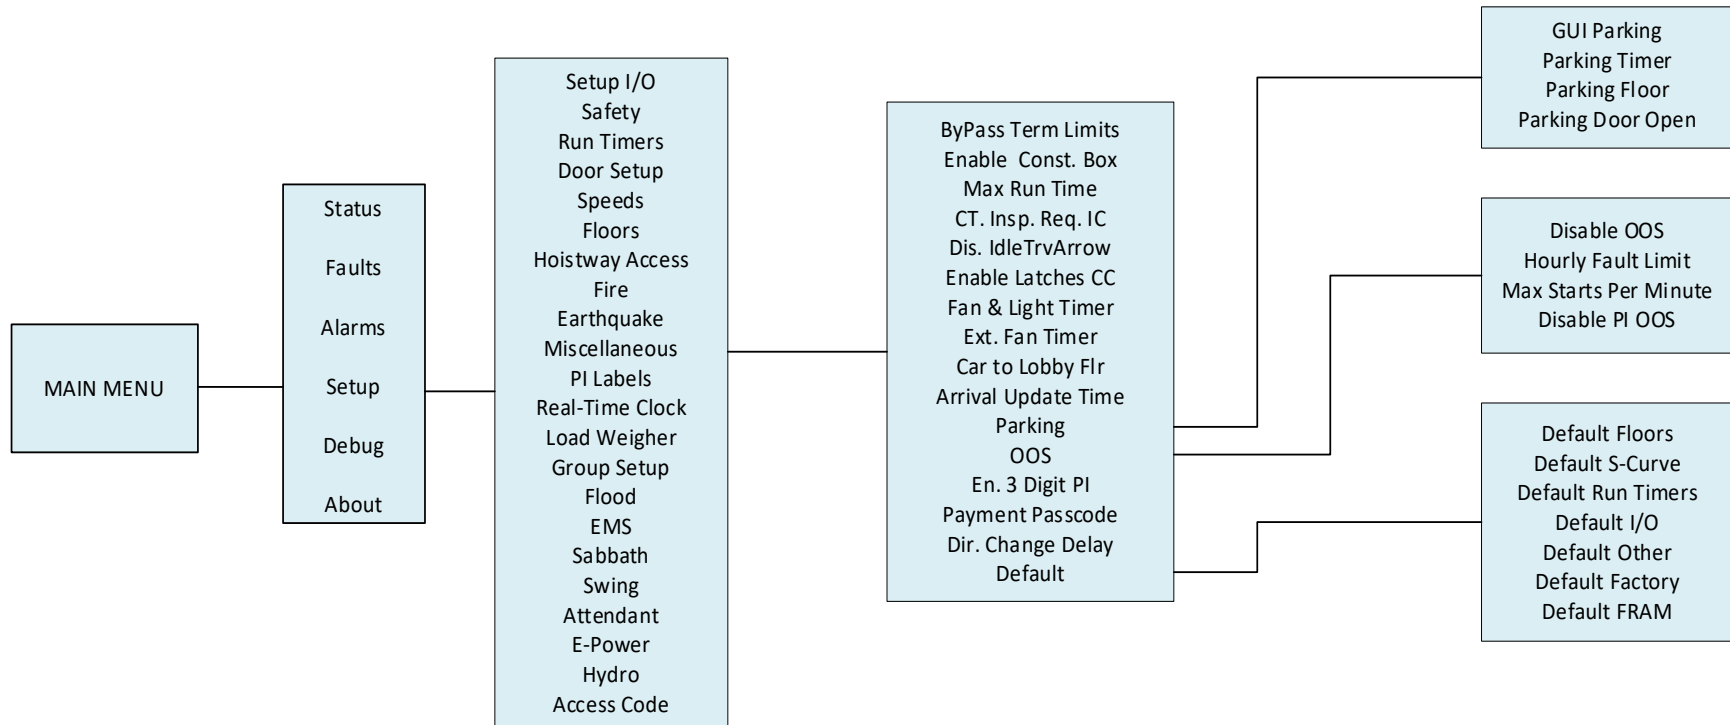 MAIN MENU
Status
Faults
Alarms
Setup
Debug
About
Setup I/O
Safety
Run Timers
Door Setup
Speeds
Floors
Hoistway Access
Fire
Earthquake
Miscellaneous
PI Labels
Real-Time Clock
Load Weigher
Group Setup
Flood
EMS
Sabbath
Swing
Attendant
E-Power
Hydro
Access Code
ByPass Term Limits
Enable Const. Box
Max Run Time
CT. Insp. Req. IC
Dis. IdleTrvArrow
Enable Latches CC
Fan & Light Timer
Ext. Fan Timer
Car to Lobby Flr
Arrival Update Time
Parking
OOS
En. 3 Digit PI
Payment Passcode
Dir. Change Delay
Default
GUI Parking
Parking Timer
Parking Floor
Parking Door Open
Disable OOS
Hourly Fault Limit
Max Starts Per Minute
Disable PI OOS
Default Floors
Default S-Curve
Default Run Timers
Default I/O
Default Other
Default Factory
Default FRAM